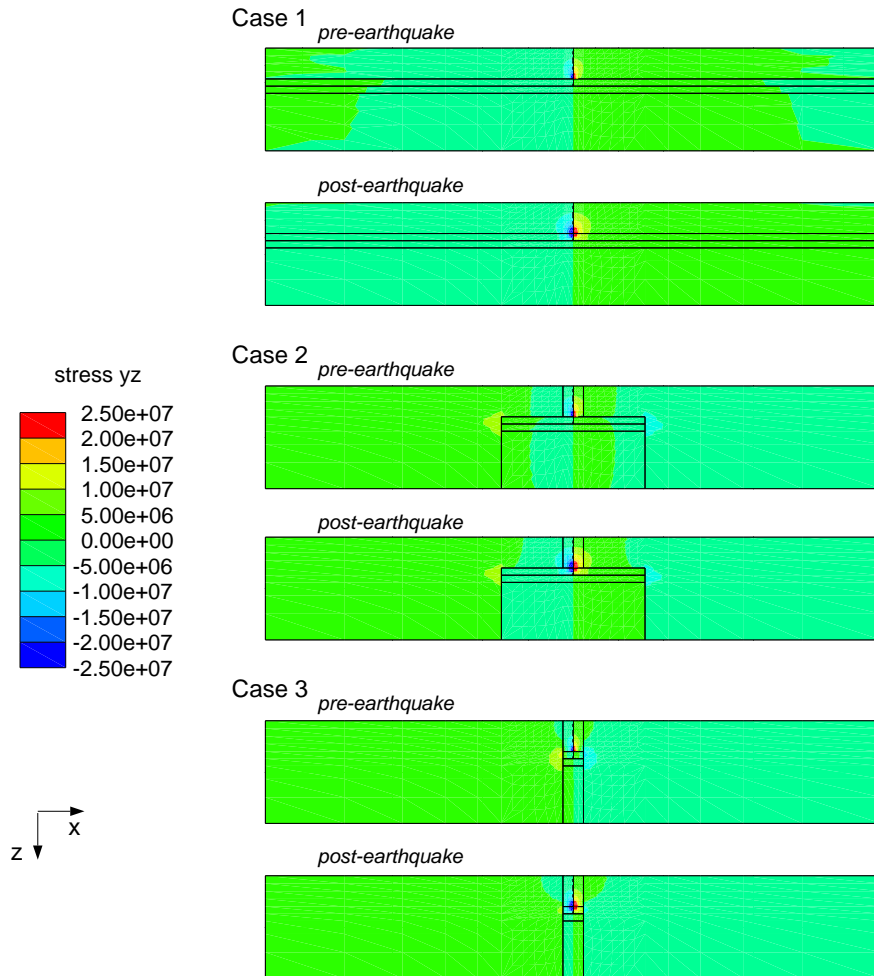 Case 1
pre-earthquake
post-earthquake
Case 2
pre-earthquake
stress yz
2.50e+07
2.00e+07
1.50e+07
1.00e+07
5.00e+06
0.00e+00
-5.00e+06
-1.00e+07
-1.50e+07
-2.00e+07
-2.50e+07
post-earthquake
Case 3
pre-earthquake
x
z
post-earthquake